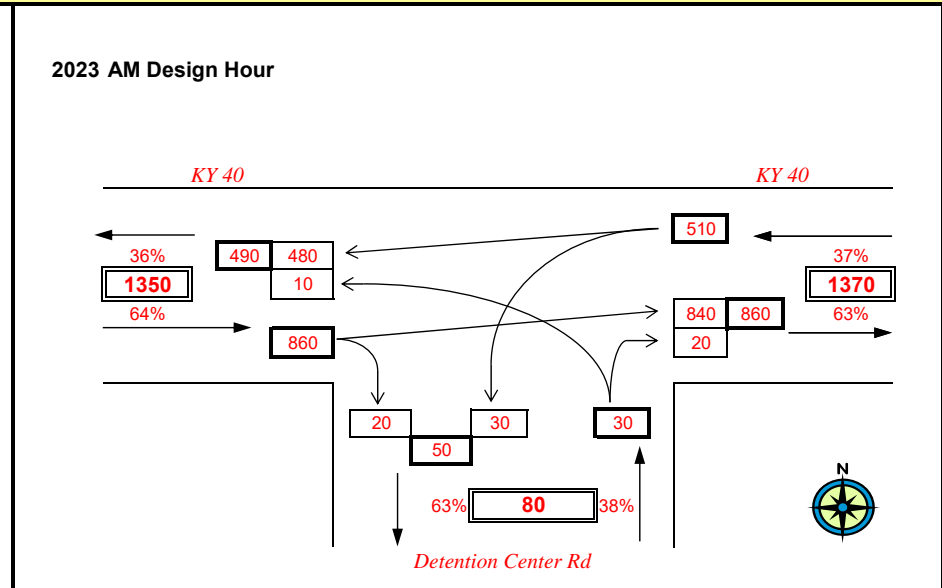 2023 AM Design Hour
KY 40 KY 40
510
36% 490 480 37%
1350 10 1370
64% 840 860 63%
860 20
20 30 30
50
N
63% 80 38%
Detention Center Rd